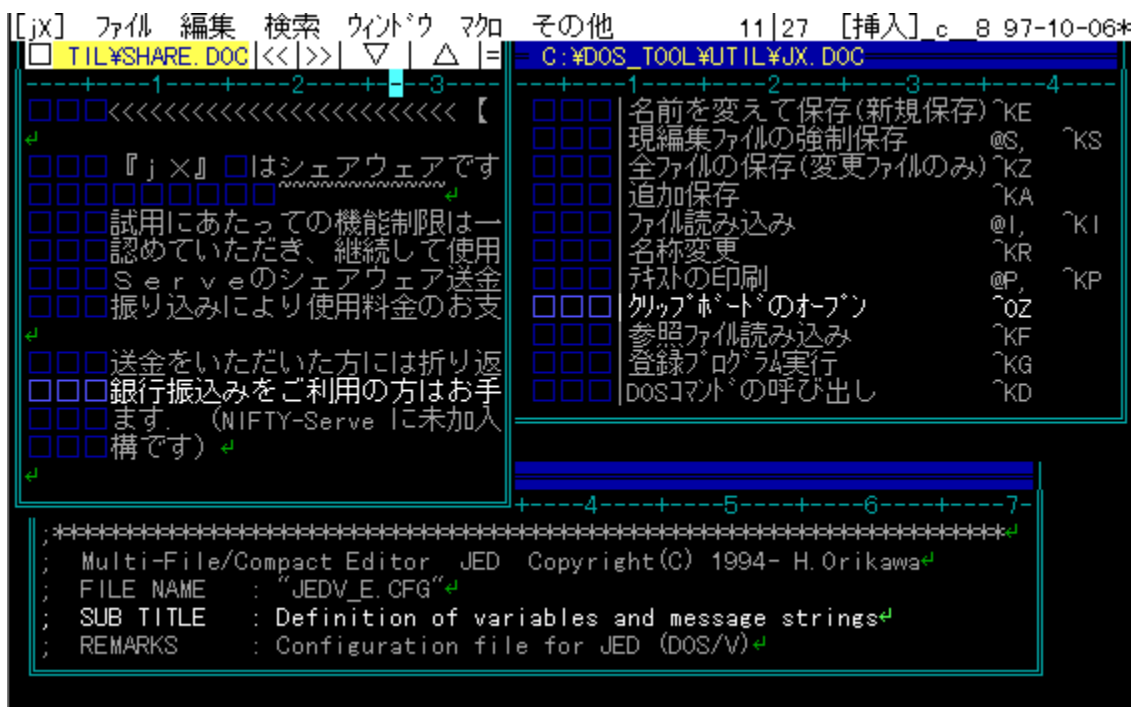 [jX] ﾌｧｲﾙ 編集 検索 ｳｨﾝﾄﾞｳ ﾏｸﾛ その他 11|27 [挿入]_c__8 97-10-06*
TIL¥SHARE.DOC|<<|>>| ▽ | △ |=
----+----1----+----2----+----3----
<<<<<<<<<<<<<<<<<<<<<<<<<【
↵
『ｊＸ』□はシェアウェアです
~~~~~~~~~~~~~~~~↵
試用にあたっての機能制限は一
認めていただき、継続して使用
Ｓｅｒｖｅのシェアウェア送金
振り込みにより使用料金のお支
↵
送金をいただいた方には折り返
銀行振込みをご利用の方はお手
ます. (NIFTY-Serve に未加入
構です) ↵
↵
C:¥DOS_TOOL¥UTIL¥JX.DOC
---+----1----+----2----+----3----+----4----
|名前を変えて保存(新規保存)^KE
|現編集ﾌｧｲﾙの強制保存 @S, ^KS
|全ﾌｧｲﾙの保存(変更ﾌｧｲﾙのみ)^KZ
|追加保存 ^KA
|ﾌｧｲﾙ読み込み @I, ^KI
|名称変更 ^KR
|ﾃｷｽﾄの印刷 @P, ^KP
|ｸﾘｯﾌﾟﾎﾞｰﾄﾞのｵｰﾌﾟﾝ ^OZ
|参照ﾌｧｲﾙ読み込み ^KF
|登録ﾌﾟﾛｸﾞﾗﾑ実行 ^KG
|DOSｺﾏﾝﾄﾞの呼び出し ^KD
+----4----+----5----+----6----+----7-
;********************************************************************↵
; Multi-File/Compact Editor JED Copyright(C) 1994- H.Orikawa↵
; FILE NAME : "JEDV_E.CFG"↵
; SUB TITLE : Definition of variables and message strings↵
; REMARKS : Configuration file for JED (DOS/V)↵